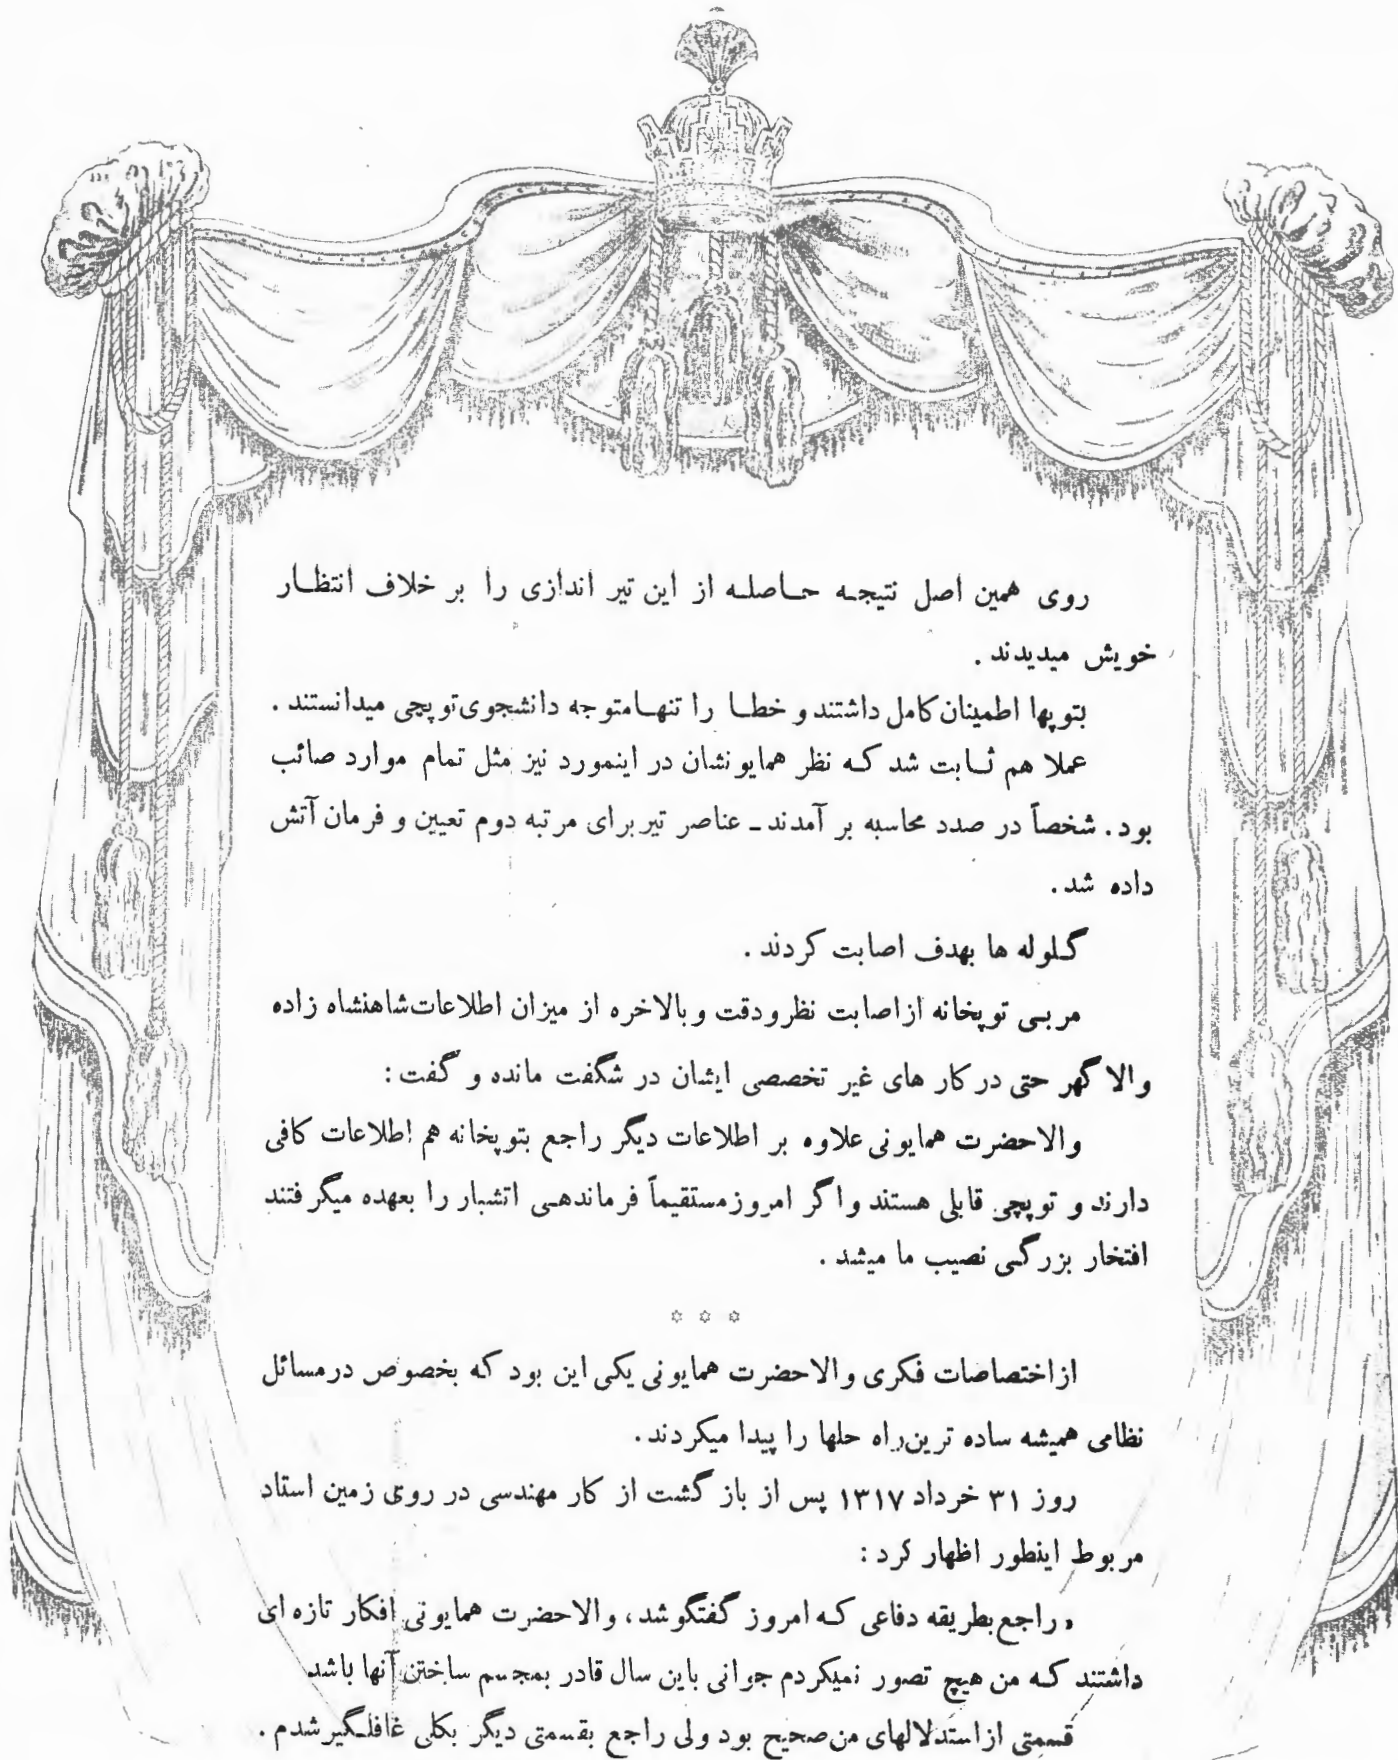 روی همین اصل نتیجه حاصله از این تیر اندازی را بر خلاف انتظار
خویش میدیدند .
بتوپها اطمینان کامل داشتند و خطا را تنها متوجه دانشجوی توپچی میدانستند .
عملا هم ثابت شد که نظر همایونشان در اینمورد نیز مثل تمام موارد صائب
بود . شخصاً در صدد محاسبه بر آمدند ـ عناصر تیر برای مرتبه دوم تعیین و فرمان آتش
داده شد .
گلوله ها بهدف اصابت کردند .
مربی توپخانه از اصابت نظر و دقت و بالاخره از میزان اطلاعات شاهنشاه زاده
والا گهر حتی در کار های غیر تخصصی ایشان در شگفت مانده و گفت :
والاحضرت همایونی علاوه بر اطلاعات دیگر راجع بتوپخانه هم اطلاعات کافی
دارند و توپچی قابلی هستند و اگر امروز مستقیماً فرماندهی اتشبار را بعهده میگرفتند
افتخار بزرگی نصیب ما میشد .
☆ ☆ ☆
از اختصاصات فکری والاحضرت همایونی یکی این بود که بخصوص در مسائل
نظامی همیشه ساده ترین راه حلها را پیدا میکردند .
روز ۳۱ خرداد ۱۳۱۷ پس از باز گشت از کار مهندسی در روی زمین استاد
مربوط اینطور اظهار کرد :
« راجع بطریقه دفاعی که امروز گفتگو شد ، والاحضرت همایونی افکار تازه ای
داشتند که من هیچ تصور نمیکردم جوانی باین سال قادر بمجسم ساختن آنها باشد
قسمتی از استدلالهای من صحیح بود ولی راجع بقسمتی دیگر بکلی غافلگیر شدم .